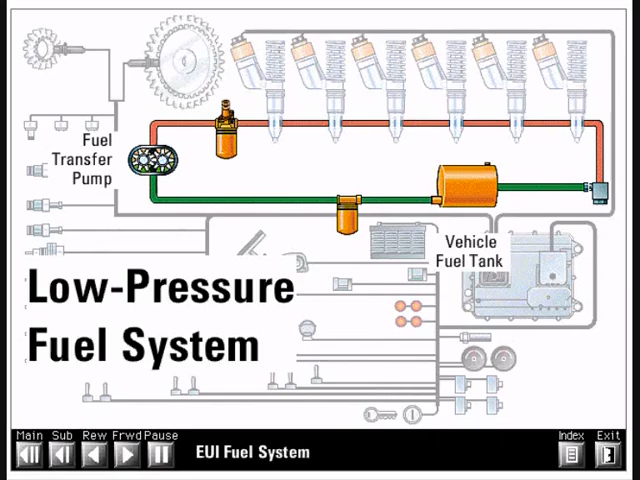 Fuel
Transfer
Pump
Vehicle
Fuel Tank
Low-Pressure
Fuel System
Main Sub Rew Frwd Pause
EUI Fuel System
Index Exit